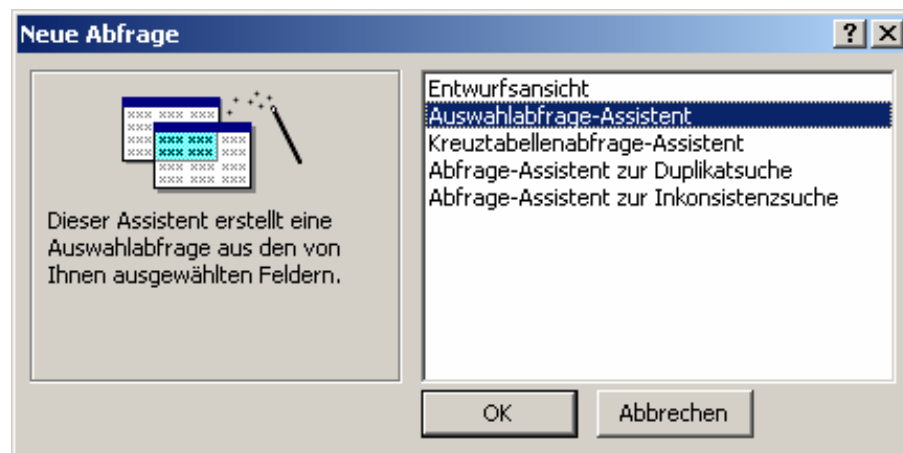 Neue Abfrage
Dieser Assistent erstellt eine
Auswahlabfrage aus den von
Ihnen ausgewählten Feldern.
Entwurfsansicht
Auswahlabfrage-Assistent
Kreuztabellenabfrage-Assistent
Abfrage-Assistent zur Duplikatsuche
Abfrage-Assistent zur Inkonsistenzsuche
OK
Abbrechen